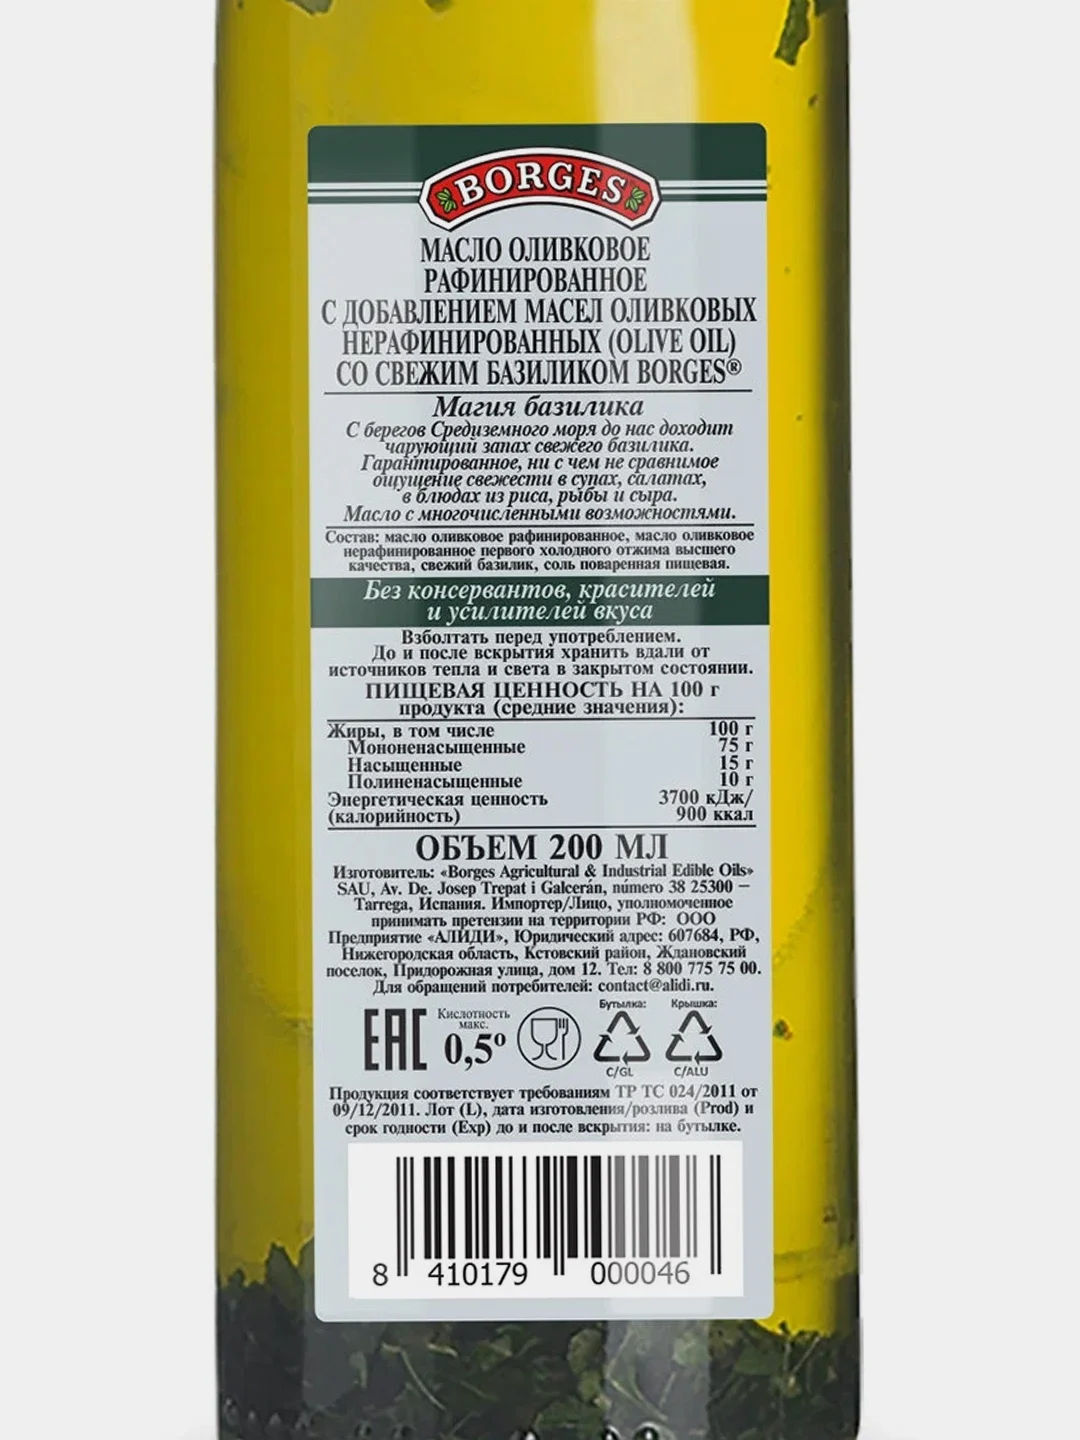 BORGES
МАСЛО ОЛИВКОВОЕ
РАФИНИРОВАННОЕ
С ДОБАВЛЕНИЕМ МАСЕЛ ОЛИВКОВЫХ
НЕРАФИНИРОВАННЫХ (OLIVE OIL)
СО СВЕЖИМ БАЗИЛИКОМ BORGES®
Магия базилика
С берегов Средиземного моря до нас доходит
чарующий запах свежего базилика.
Гарантированное, ни с чем не сравнимое
ощущение свежести в супах, салатах,
в блюдах из риса, рыбы и сыра.
Масло с многочисленными возможностями.
Состав: масло оливковое рафинированное, масло оливковое
нерафинированное первого холодного отжима высшего
качества, свежий базилик, соль поваренная пищевая.
Без консервантов, красителей
и усилителей вкуса
Взболтать перед употреблением.
До и после вскрытия хранить вдали от
источников тепла и света в закрытом состоянии.
ПИЩЕВАЯ ЦЕННОСТЬ НА 100 г
продукта (средние значения):
Жиры, в том числе 100 г
Мононенасыщенные 75 г
Насыщенные 15 г
Полиненасыщенные 10 г
Энергетическая ценность 3700 кДж/
(калорийность) 900 ккал
ОБЪЕМ 200 МЛ
Изготовитель: «Borges Agricultural & Industrial Edible Oils»
SAU, Av. De. Josep Trepat i Galcerán, número 38 25300 –
Tarrega, Испания. Импортер/Лицо, уполномоченное
принимать претензии на территории РФ: ООО
Предприятие «АЛИДИ», Юридический адрес: 607684, РФ,
Нижегородская область, Кстовский район, Ждановский
поселок, Придорожная улица, дом 12. Тел: 8 800 775 75 00.
Для обращений потребителей: contact@alidi.ru.
Бутылка: Крышка:
EAC Кислотность
макс.
0,5º
C/GL C/ALU
Продукция соответствует требованиям ТР ТС 024/2011 от
09/12/2011. Лот (L), дата изготовления/розлива (Prod) и
срок годности (Exp) до и после вскрытия: на бутылке.
8 410179 000046